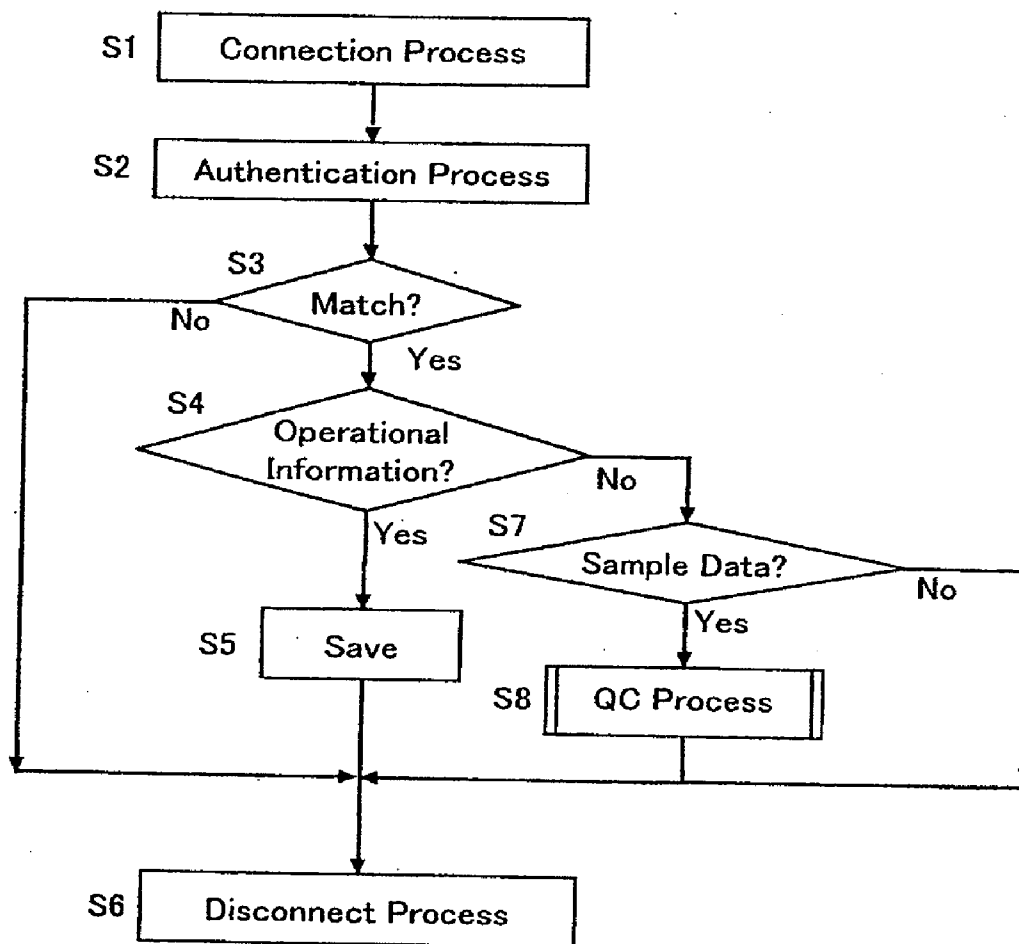 S1
Connection Process
S2
Authentication Process
S3
Match?
No
Yes
S4
Operational
Information?
No
Yes
S7
Sample Data?
No
Yes
S5
Save
S8
QC Process
S6
Disconnect Process